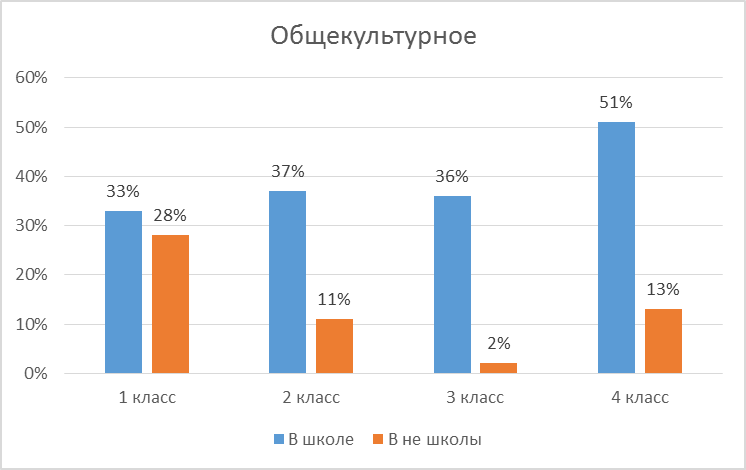 Общекультурное
60%
50%
40%
30%
20%
10%
0%
33%
28%
37%
11%
36%
2%
51%
13%
1 класс
2 класс
3 класс
4 класс
В школе
В не школы